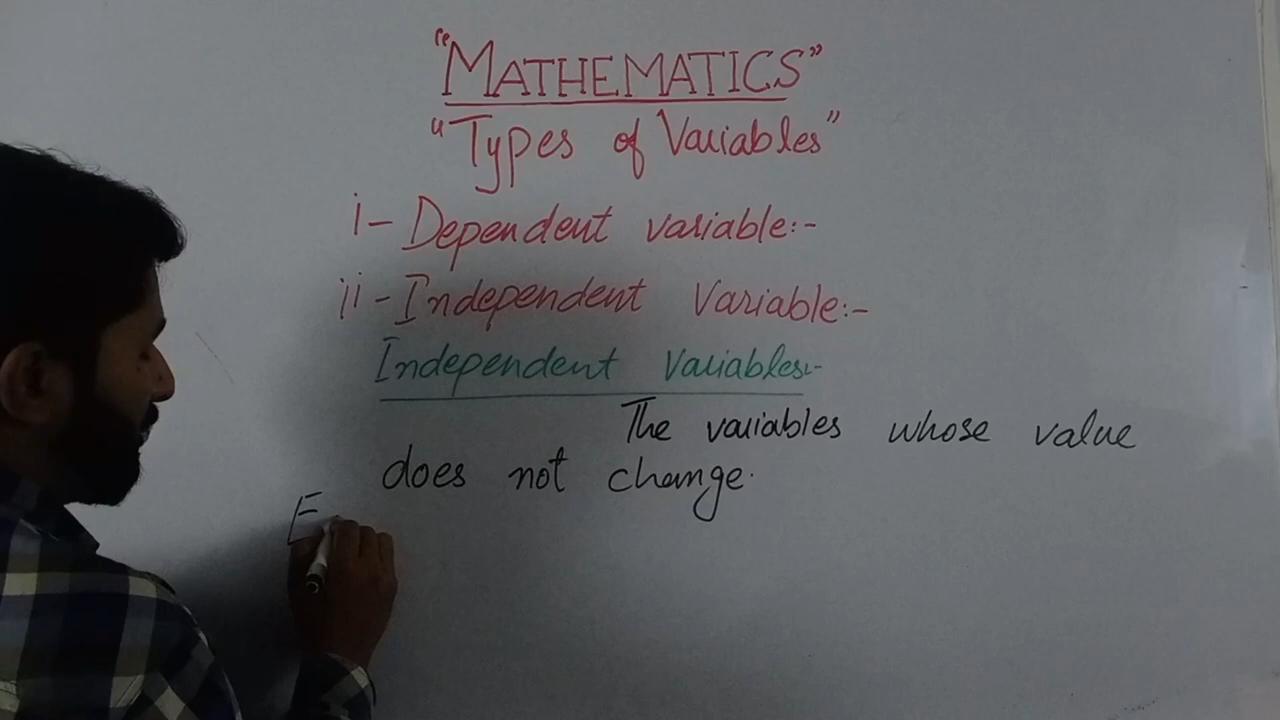 "MATHEMATICS"
"Types of Variables"
i- Dependent variable:-
ii- Independent Variable:-
Independent Variables:-
The variables whose value
does not change.
E